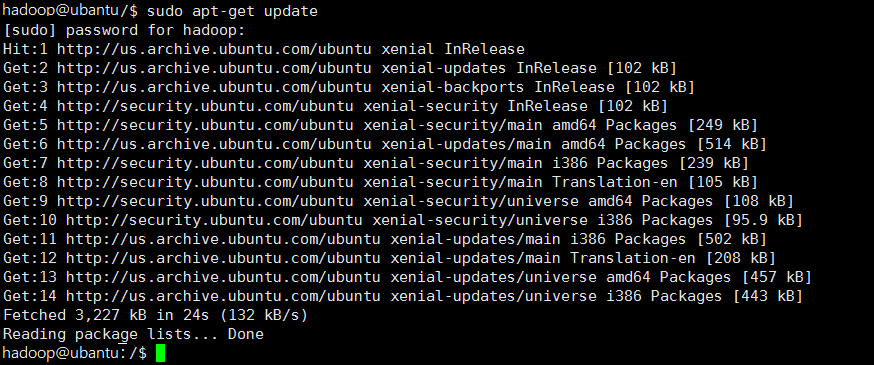 hadoop@ubantu/$ sudo apt-get update
[sudo] password for hadoop:
Hit:1 http://us.archive.ubuntu.com/ubuntu xenial InRelease
Get:2 http://us.archive.ubuntu.com/ubuntu xenial-updates InRelease [102 kB]
Get:3 http://us.archive.ubuntu.com/ubuntu xenial-backports InRelease [102 kB]
Get:4 http://security.ubuntu.com/ubuntu xenial-security InRelease [102 kB]
Get:5 http://security.ubuntu.com/ubuntu xenial-security/main amd64 Packages [249 kB]
Get:6 http://us.archive.ubuntu.com/ubuntu xenial-updates/main amd64 Packages [514 kB]
Get:7 http://security.ubuntu.com/ubuntu xenial-security/main i386 Packages [239 kB]
Get:8 http://security.ubuntu.com/ubuntu xenial-security/main Translation-en [105 kB]
Get:9 http://security.ubuntu.com/ubuntu xenial-security/universe amd64 Packages [108 kB]
Get:10 http://security.ubuntu.com/ubuntu xenial-security/universe i386 Packages [95.9 kB]
Get:11 http://us.archive.ubuntu.com/ubuntu xenial-updates/main i386 Packages [502 kB]
Get:12 http://us.archive.ubuntu.com/ubuntu xenial-updates/main Translation-en [208 kB]
Get:13 http://us.archive.ubuntu.com/ubuntu xenial-updates/universe amd64 Packages [457 kB]
Get:14 http://us.archive.ubuntu.com/ubuntu xenial-updates/universe i386 Packages [443 kB]
Fetched 3,227 kB in 24s (132 kB/s)
Reading package lists... Done
hadoop@ubantu:/$